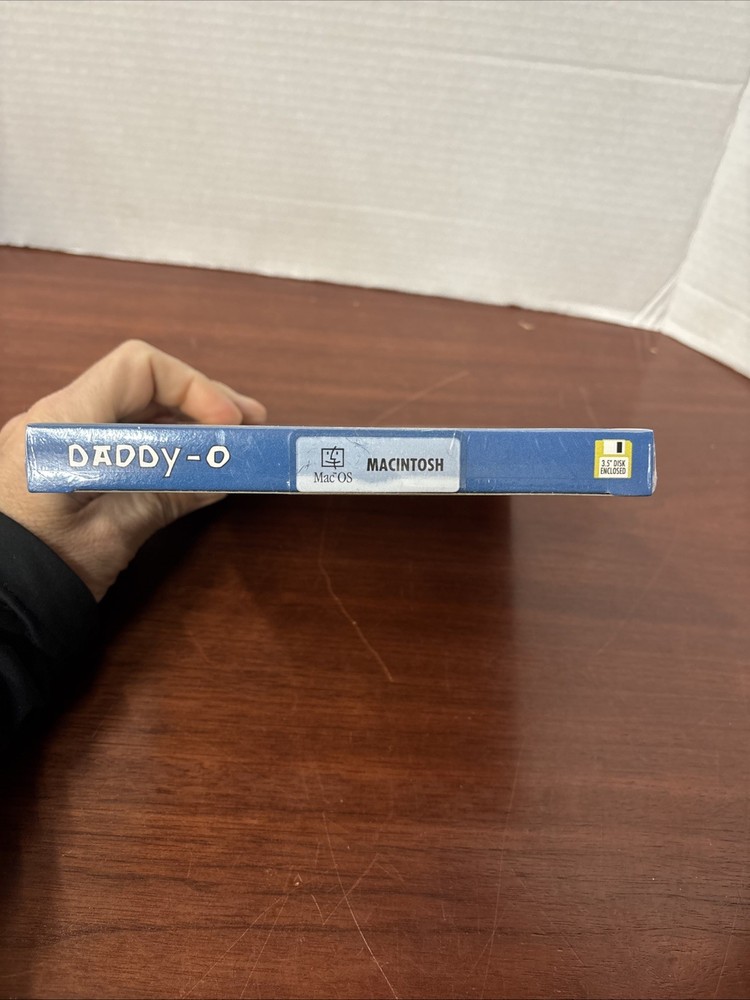 DADDY-O
Mac OS
MACINTOSH
3.5" DISK
ENCLOSED